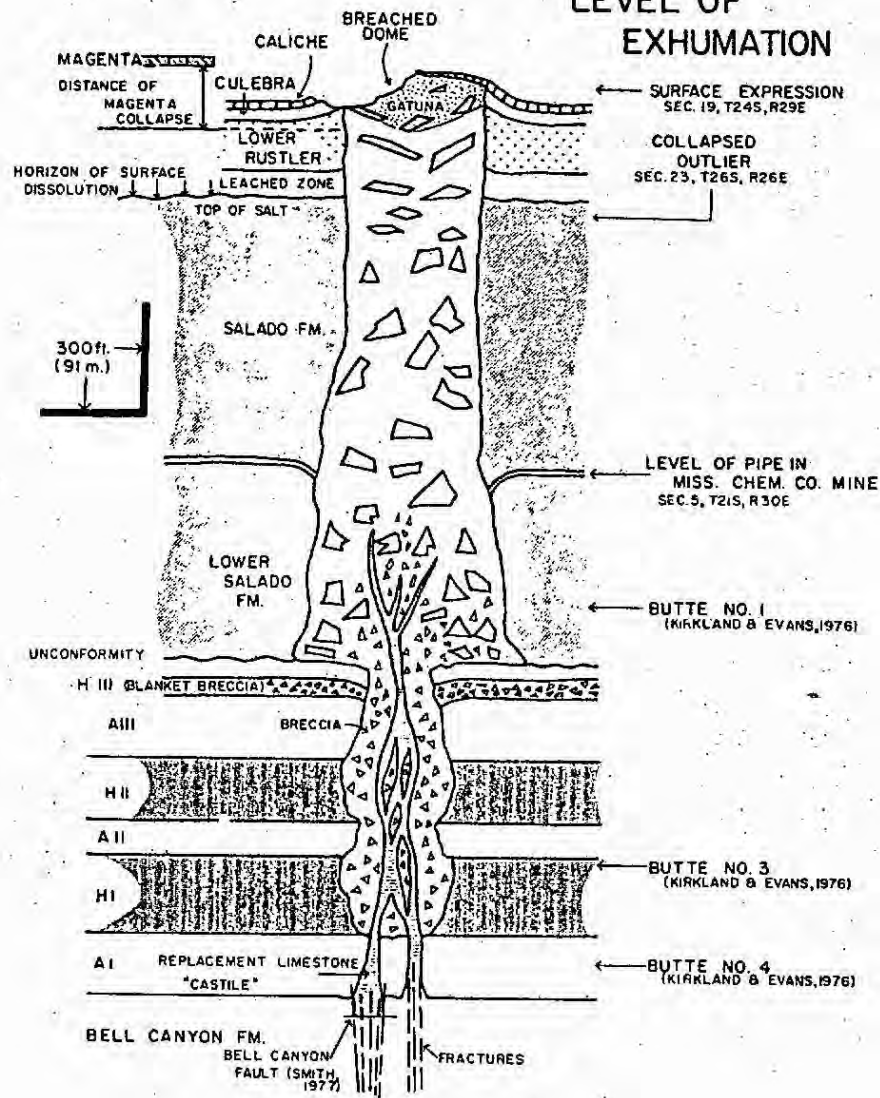 LEVEL OF
EXHUMATION
BREACHED
DOME
CALICHE
MAGENTA
CULEBRA
DISTANCE OF
MAGENTA
COLLAPSE
GATUNA
SURFACE EXPRESSION
SEC. 19, T24S, R29E
LOWER
RUSTLER
COLLAPSED
OUTLIER
SEC. 23, T26S, R26E
HORIZON OF SURFACE
DISSOLUTION
LEACHED ZONE
TOP OF SALT
SALADO FM.
300ft.
(91 m.)
LEVEL OF PIPE IN
MISS. CHEM. CO. MINE
SEC.5, T21S, R30E
LOWER
SALADO
FM.
BUTTE NO. 1
(KIRKLAND & EVANS, 1976)
UNCONFORMITY
H III (BLANKET BRECCIA)
BRECCIA
A III
H II
A II
BUTTE NO. 3
(KIRKLAND & EVANS, 1976)
H I
A I
REPLACEMENT LIMESTONE
"CASTILE"
BUTTE NO. 4
(KIRKLAND & EVANS, 1976)
BELL CANYON FM.
BELL CANYON
FAULT (SMITH,
1977)
FRACTURES